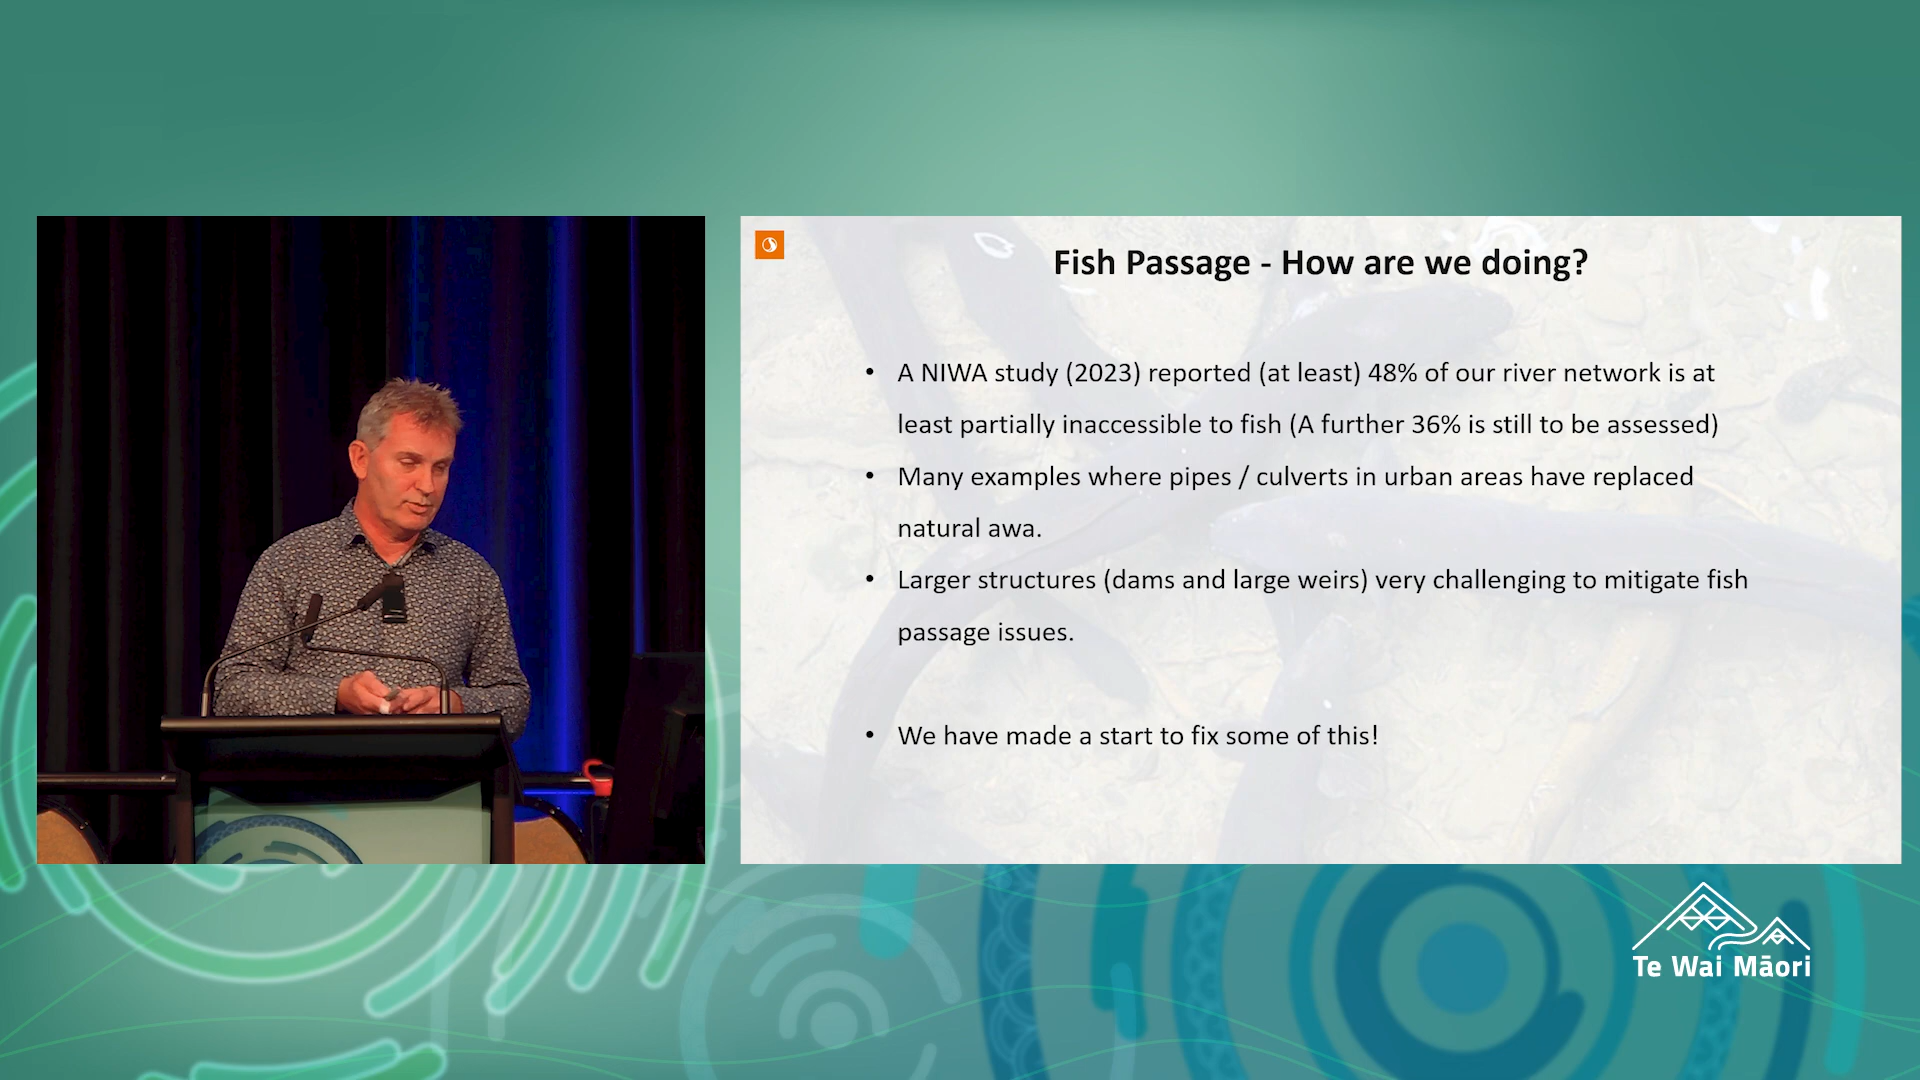 Fish Passage - How are we doing?
• A NIWA study (2023) reported (at least) 48% of our river network is at
least partially inaccessible to fish (A further 36% is still to be assessed)
• Many examples where pipes / culverts in urban areas have replaced
natural awa.
• Larger structures (dams and large weirs) very challenging to mitigate fish
passage issues.
• We have made a start to fix some of this!
Te Wai Māori